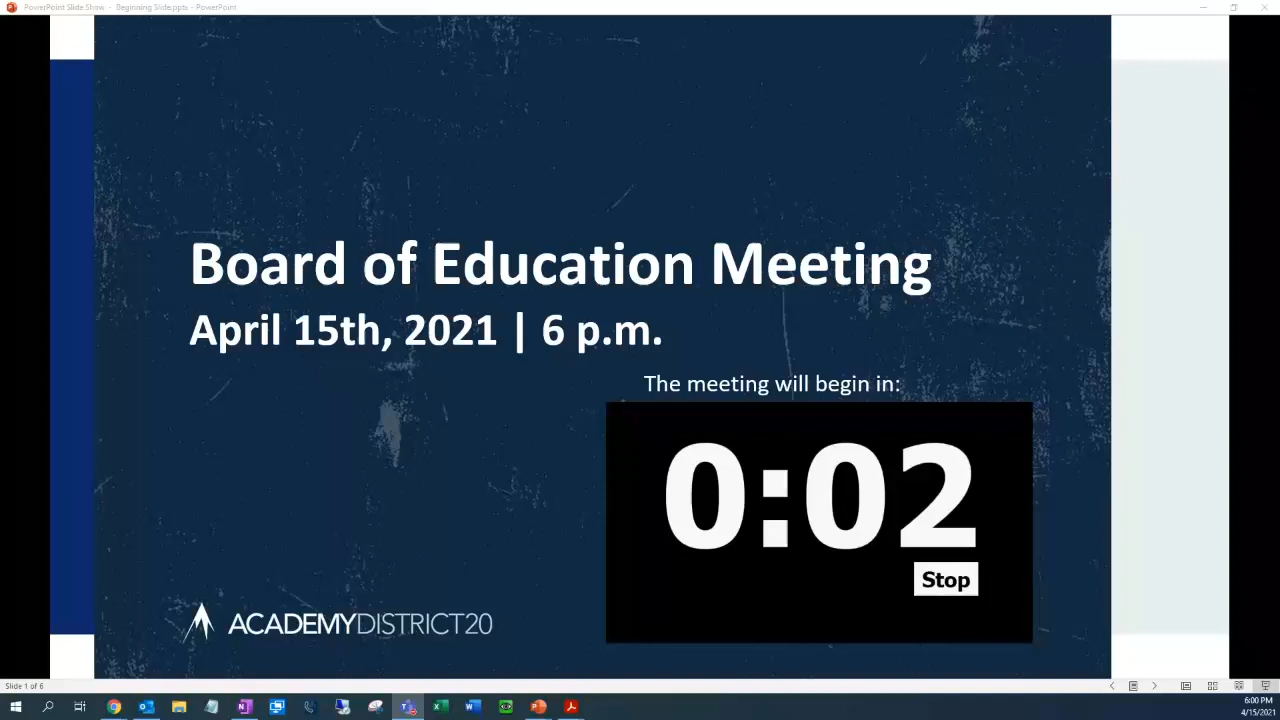 PowerPoint Slide Show - Beginning Slide.pptx - PowerPoint
Board of Education Meeting
April 15th, 2021 | 6 p.m.
The meeting will begin in:
0:02
Stop
ACADEMYDISTRICT20
Slide 1 of 6
6:00 PM
4/15/2021